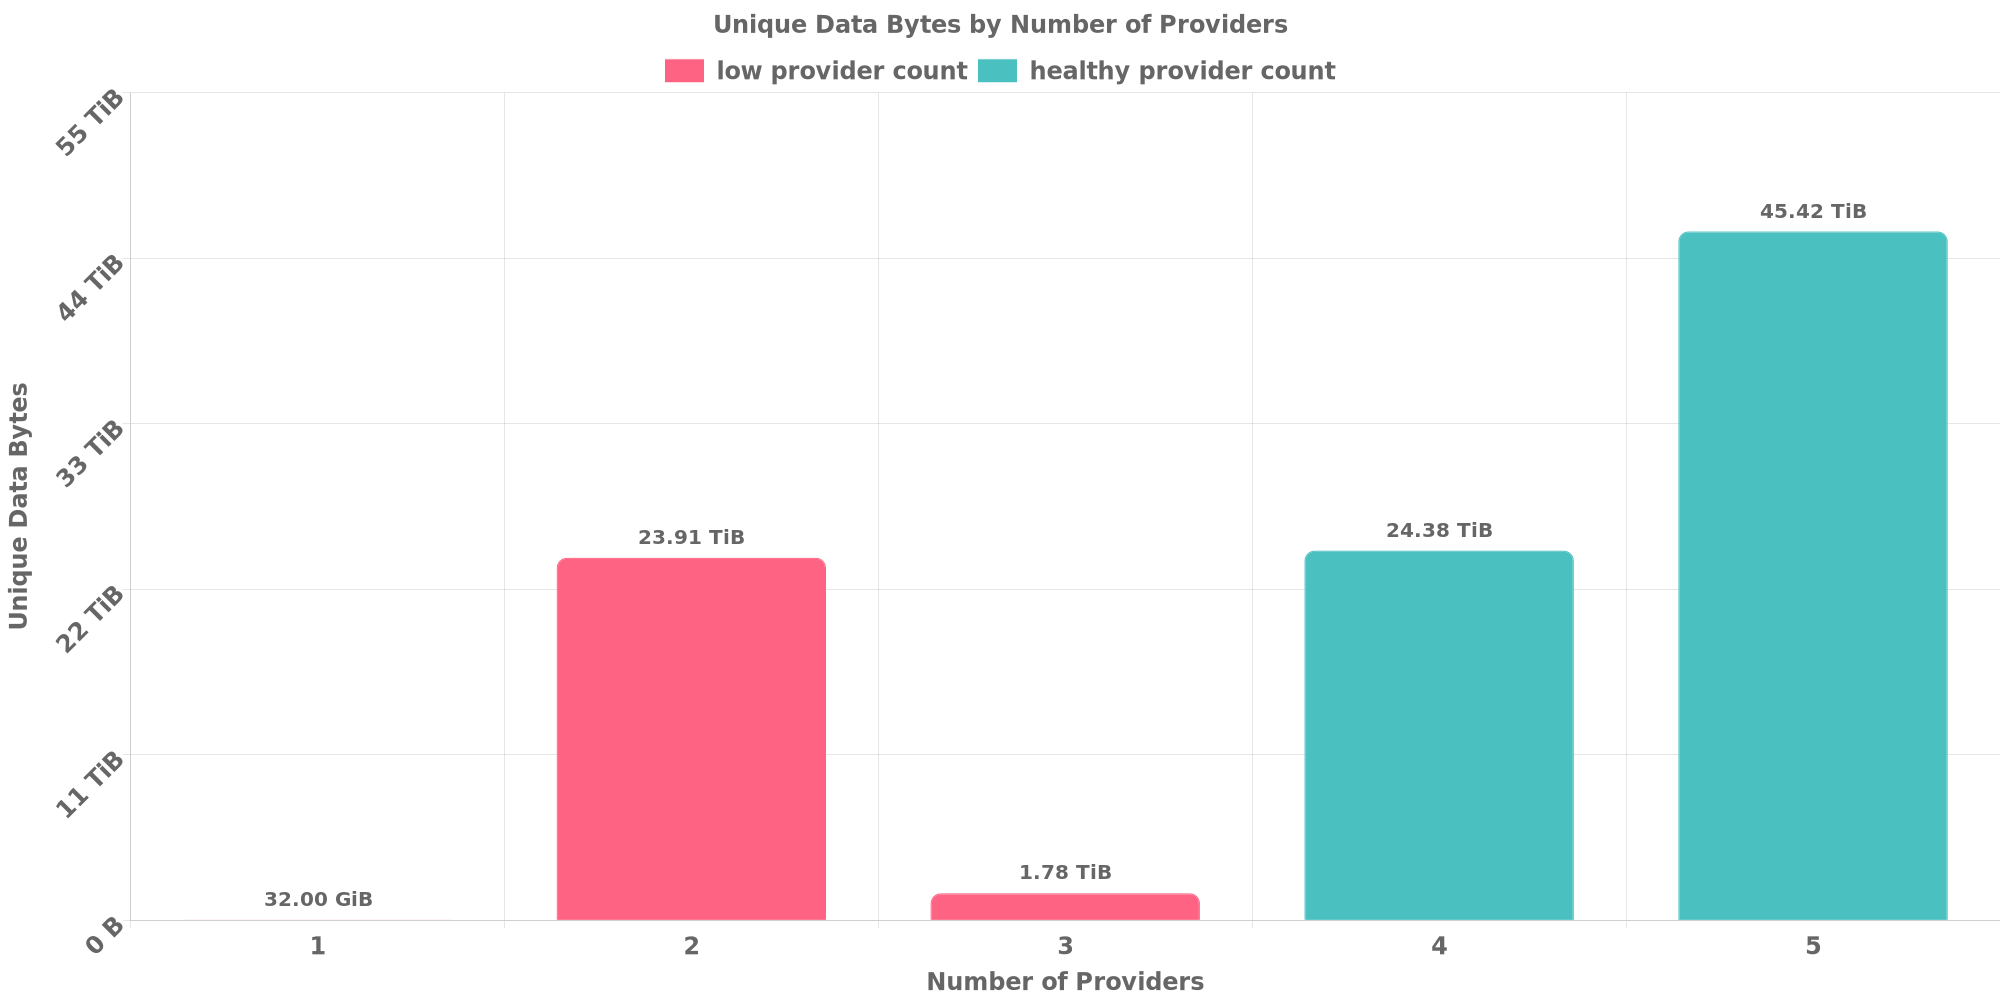 Unique Data Bytes by Number of Providers
low provider count healthy provider count
55 TiB
44 TiB
33 TiB
22 TiB
11 TiB
0 B
Unique Data Bytes
32.00 GiB
23.91 TiB
1.78 TiB
24.38 TiB
45.42 TiB
1 2 3 4 5
Number of Providers